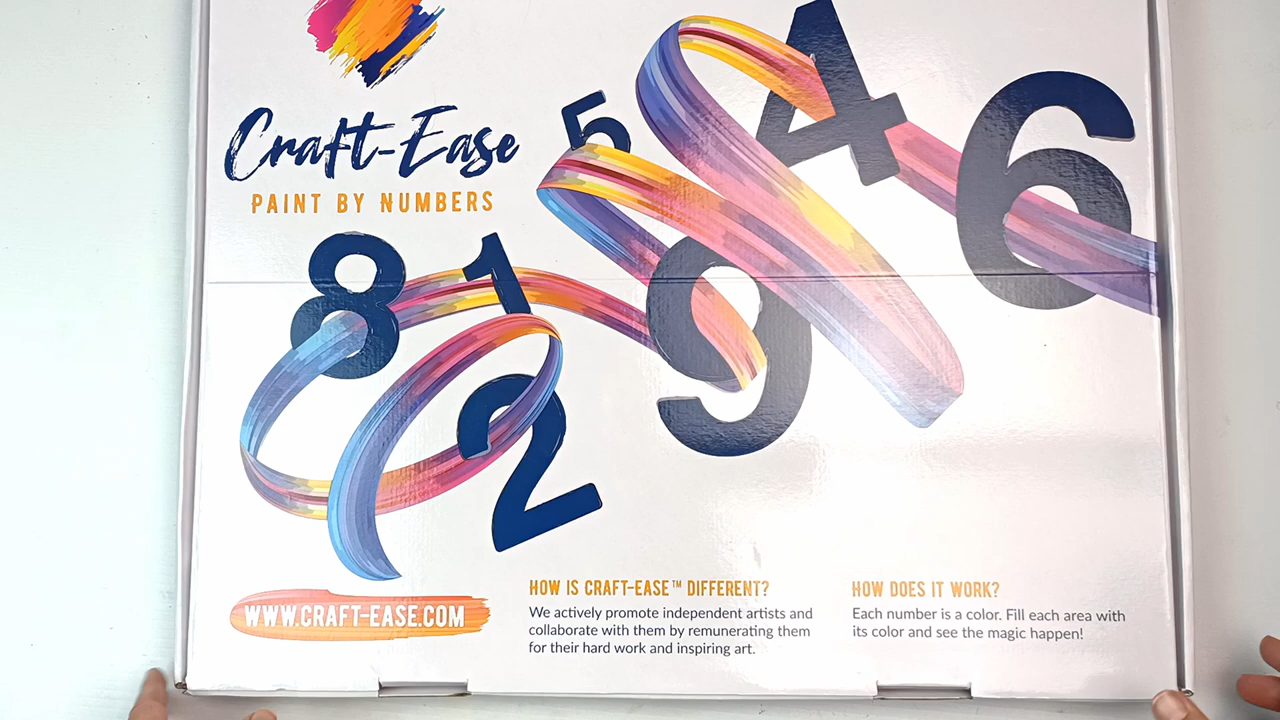 Craft-Ease
PAINT BY NUMBERS
5
4
6
8
1
9
2
WWW.CRAFT-EASE.COM
HOW IS CRAFT-EASE™ DIFFERENT?
We actively promote independent artists and
collaborate with them by remunerating them
for their hard work and inspiring art.
HOW DOES IT WORK?
Each number is a color. Fill each area with
its color and see the magic happen!